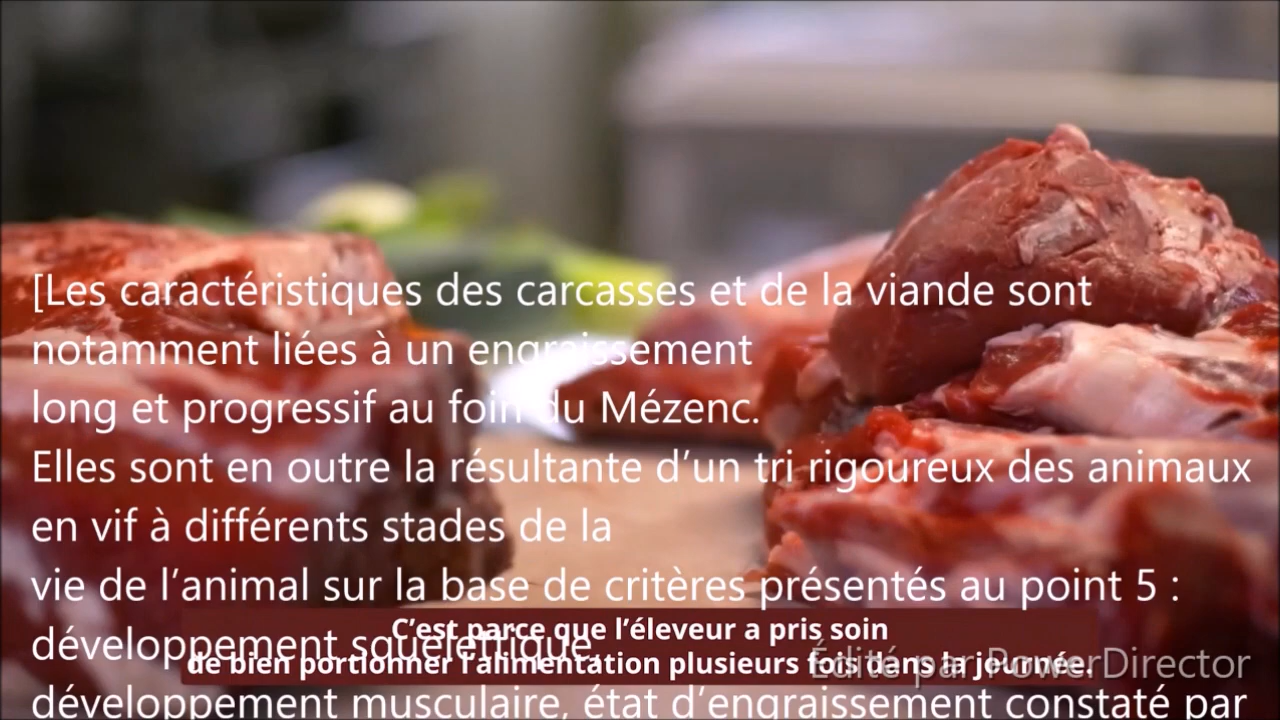 [Les caractéristiques des carcasses et de la viande sont
notamment liées à un engraissement
long et progressif au foin du Mézenc.
Elles sont en outre la résultante d’un tri rigoureux des animaux
en vif à différents stades de la
vie de l’animal sur la base de critères présentés au point 5 :
développement squelettique,
C’est parce que l’éleveur a pris soin
de bien portionner l’alimentation plusieurs fois dans la journée.
Édité par PowerDirector
développement musculaire, état d’engraissement constaté par